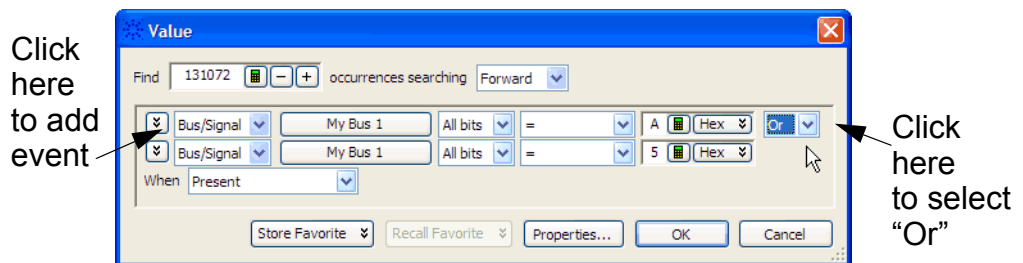 Value
Click
here
to add
event
Find 131072 − + occurrences searching Forward
Bus/Signal My Bus 1 All bits = A Hex Or
Bus/Signal My Bus 1 All bits = 5 Hex
When Present
Store Favorite Recall Favorite Properties... OK Cancel
Click
here
to select
“Or”